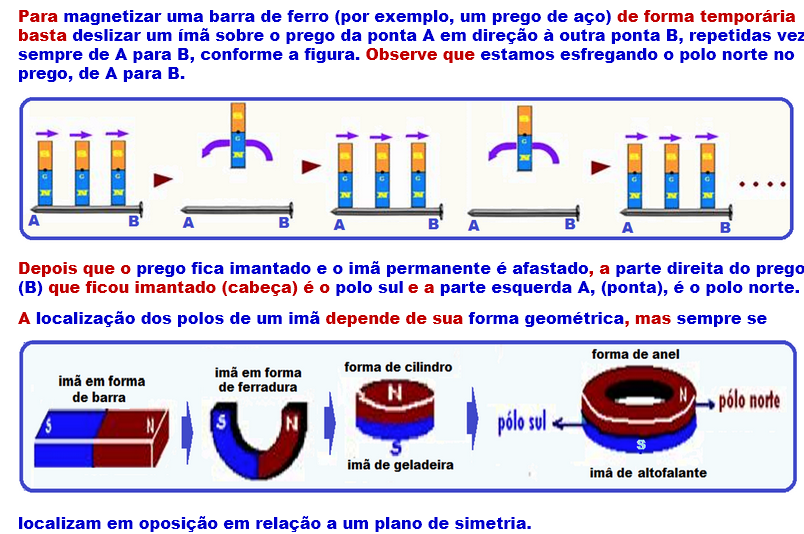 Para magnetizar uma barra de ferro (por exemplo, um prego de aço) de forma temporária
basta deslizar um ímã sobre o prego da ponta A em direção à outra ponta B, repetidas vez
sempre de A para B, conforme a figura. Observe que estamos esfregando o polo norte no
prego, de A para B.
G G G G G G G G G G G
A B A B A B A B A B
Depois que o prego fica imantado e o imã permanente é afastado, a parte direita do prego
(B) que ficou imantado (cabeça) é o polo sul e a parte esquerda A, (ponta), é o polo norte.
A localização dos polos de um imã depende de sua forma geométrica, mas sempre se
imã em forma
de barra
S N
imã em forma
de ferradura
S N
forma de cilindro
N
S
imã de geladeira
forma de anel
N
pólo norte
pólo sul
S
imã de altofalante
localizam em oposição em relação a um plano de simetria.